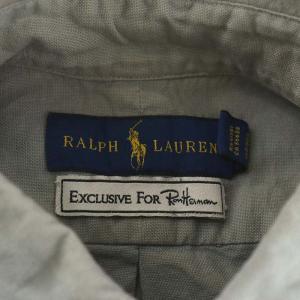 RALPH LAUREN
EXCLUSIVE FOR Ron Herman